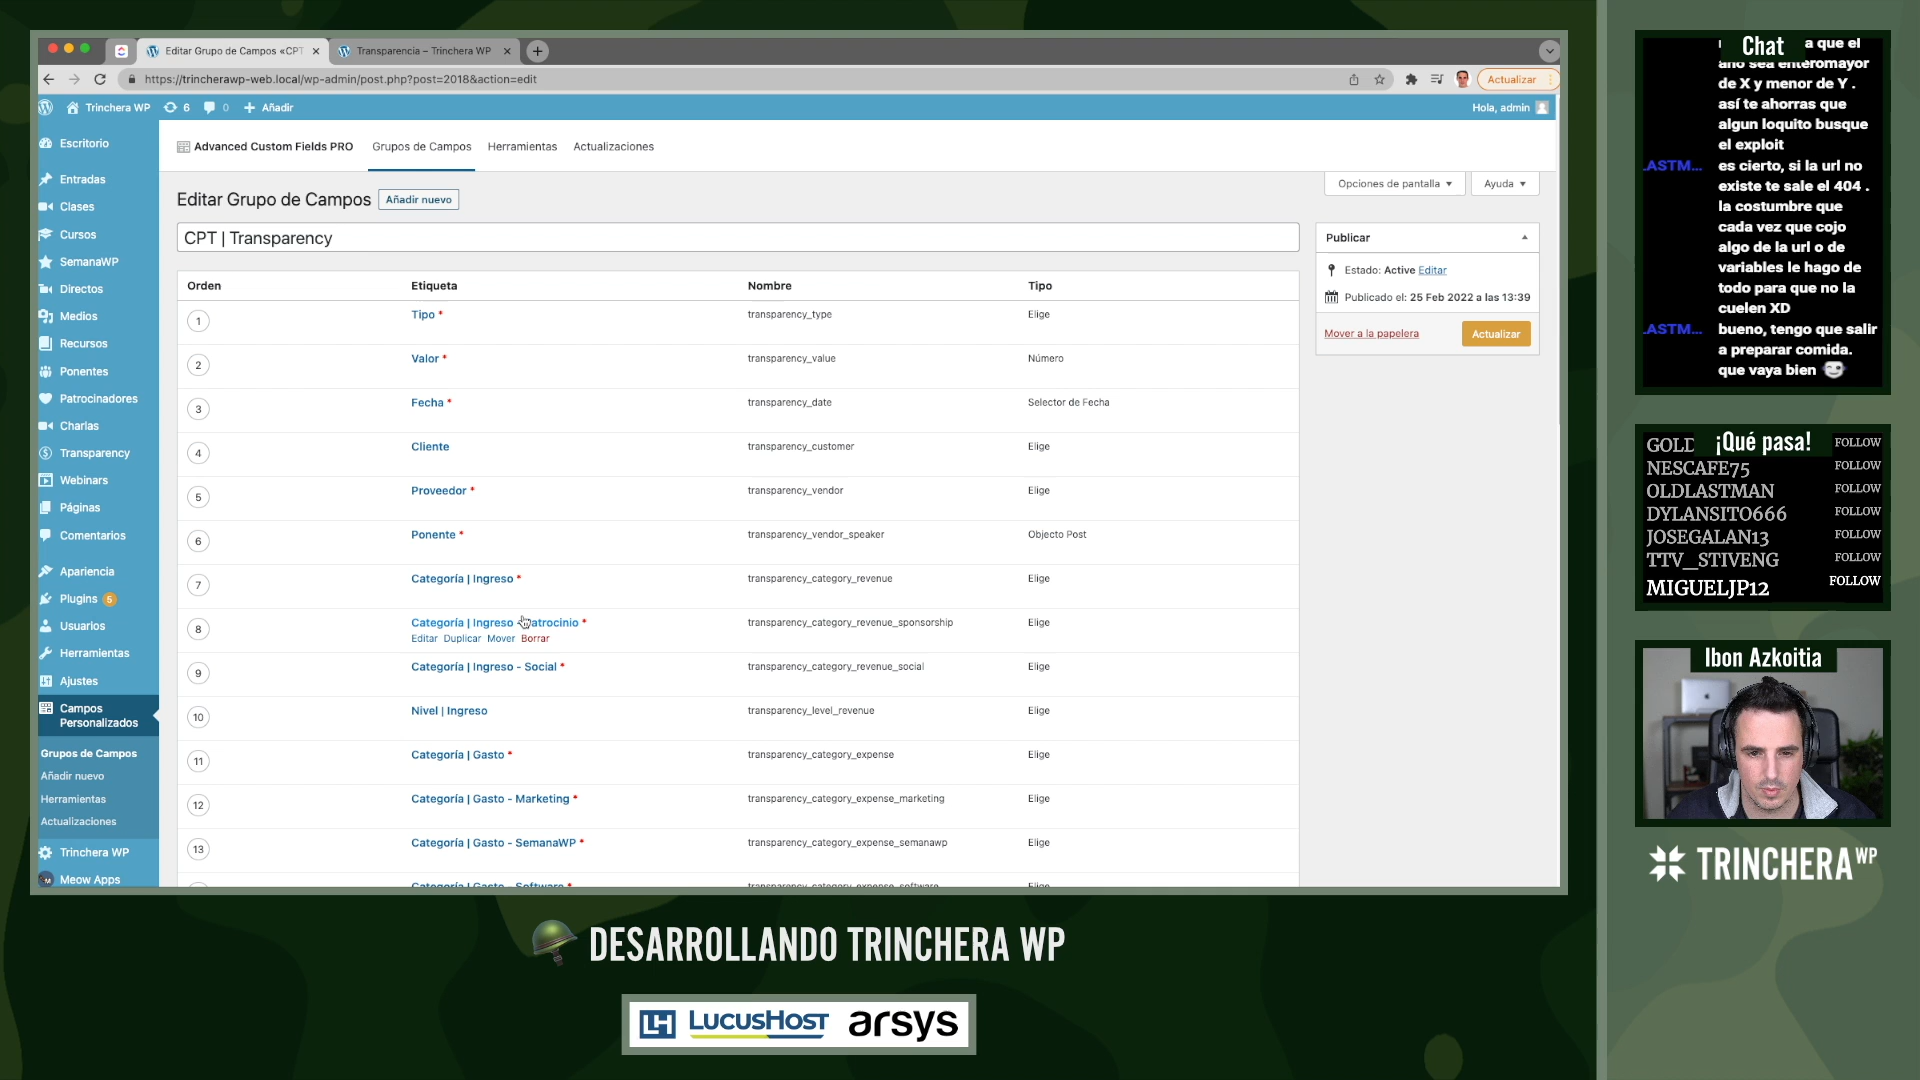 Editar Grupo de Campos «CPT
Transparencia – Trinchera WP
https://trincherawp-web.local/wp-admin/post.php?post=2018&action=edit
Actualizar
Trinchera WP
6
0
Añadir
Hola, admin
Escritorio
Entradas
Clases
Cursos
SemanaWP
Directos
Medios
Recursos
Ponentes
Patrocinadores
Charlas
Transparency
Webinars
Páginas
Comentarios
Apariencia
Plugins 5
Usuarios
Herramientas
Ajustes
Campos
Personalizados
Grupos de Campos
Añadir nuevo
Herramientas
Actualizaciones
Trinchera WP
Meow Apps
Advanced Custom Fields PRO
Grupos de Campos
Herramientas
Actualizaciones
Opciones de pantalla
Ayuda
Editar Grupo de Campos
Añadir nuevo
CPT | Transparency
Orden Etiqueta Nombre Tipo
1 Tipo * transparency_type Elige
2 Valor * transparency_value Número
3 Fecha * transparency_date Selector de Fecha
4 Cliente transparency_customer Elige
5 Proveedor * transparency_vendor Elige
6 Ponente * transparency_vendor_speaker Objecto Post
7 Categoría | Ingreso * transparency_category_revenue Elige
8 Categoría | Ingreso - Patrocinio * transparency_category_revenue_sponsorship Elige
Editar Duplicar Mover Borrar
9 Categoría | Ingreso - Social * transparency_category_revenue_social Elige
10 Nivel | Ingreso transparency_level_revenue Elige
11 Categoría | Gasto * transparency_category_expense Elige
12 Categoría | Gasto - Marketing * transparency_category_expense_marketing Elige
13 Categoría | Gasto - SemanaWP * transparency_category_expense_semanawp Elige
Categoría | Gasto - Software * transparency_category_expense_software Elige
Publicar
Estado: Active Editar
Publicado el: 25 Feb 2022 a las 13:39
Mover a la papelera
Actualizar
Chat
a que el
año sea enteromayor
de X y menor de Y .
así te ahorras que
algun loquito busque
el exploit
LASTM... es cierto, si la url no
existe te sale el 404 .
la costumbre que
cada vez que cojo
algo de la url o de
variables le hago de
todo para que no la
cuelen XD
LASTM... bueno, tengo que salir
a preparar comida.
que vaya bien
¡Qué pasa!
GOLD FOLLOW
NESCAFE75 FOLLOW
OLDLASTMAN FOLLOW
DYLANSITO666 FOLLOW
JOSEGALAN13 FOLLOW
TTV_STIVENG FOLLOW
MIGUELJP12 FOLLOW
Ibon Azkoitia
TRINCHERA WP
DESARROLLANDO TRINCHERA WP
LH LUCUSHOST arsys